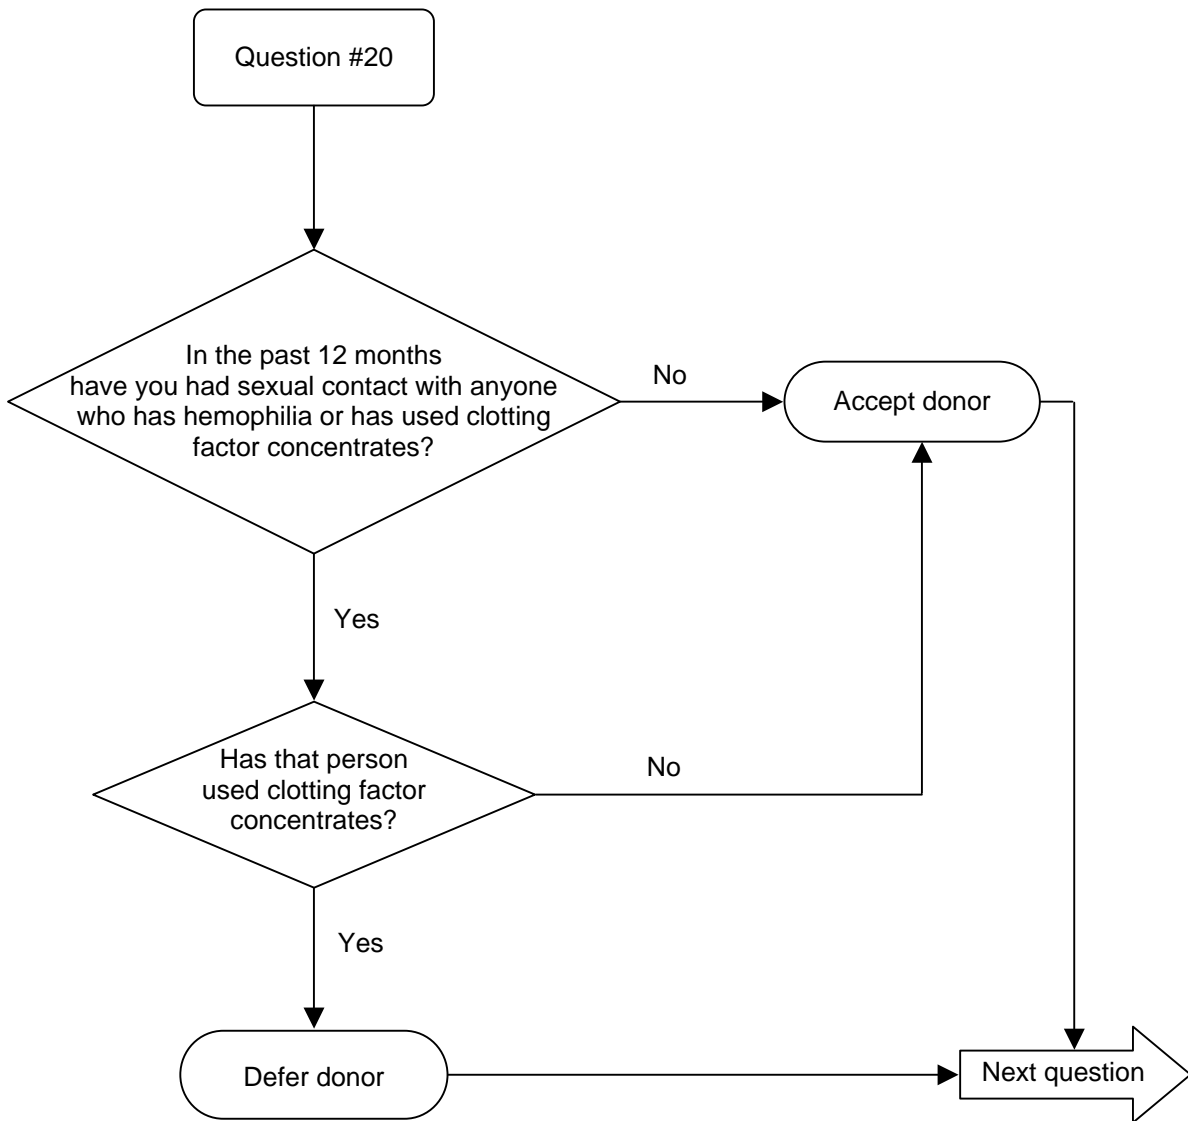 Question #20
In the past 12 months
have you had sexual contact with anyone
who has hemophilia or has used clotting
factor concentrates?
No
Accept donor
Yes
Has that person
used clotting factor
concentrates?
No
Yes
Defer donor
Next question